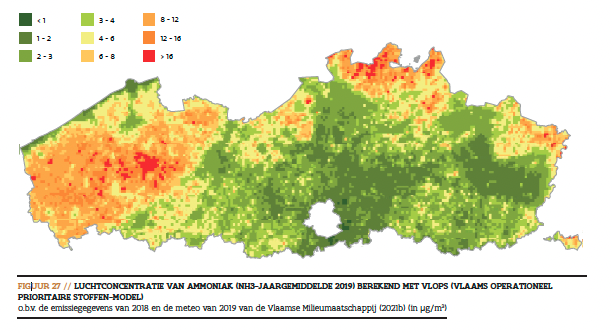 < 1
3 - 4
8 - 12
1 - 2
4 - 6
12 - 16
2 - 3
6 - 8
> 16
FIGUUR 27 // LUCHTCONCENTRATIE VAN AMMONIAK (NH3-JAARGEMIDDELDE 2019) BEREKEND MET VLOPS (VLAAMS OPERATIONEEL
PRIORITAIRE STOFFEN-MODEL)
o.b.v. de emissiegegevens van 2018 en de meteo van 2019 van de Vlaamse Milieumaatschappij (2021b) (in µg/m³)